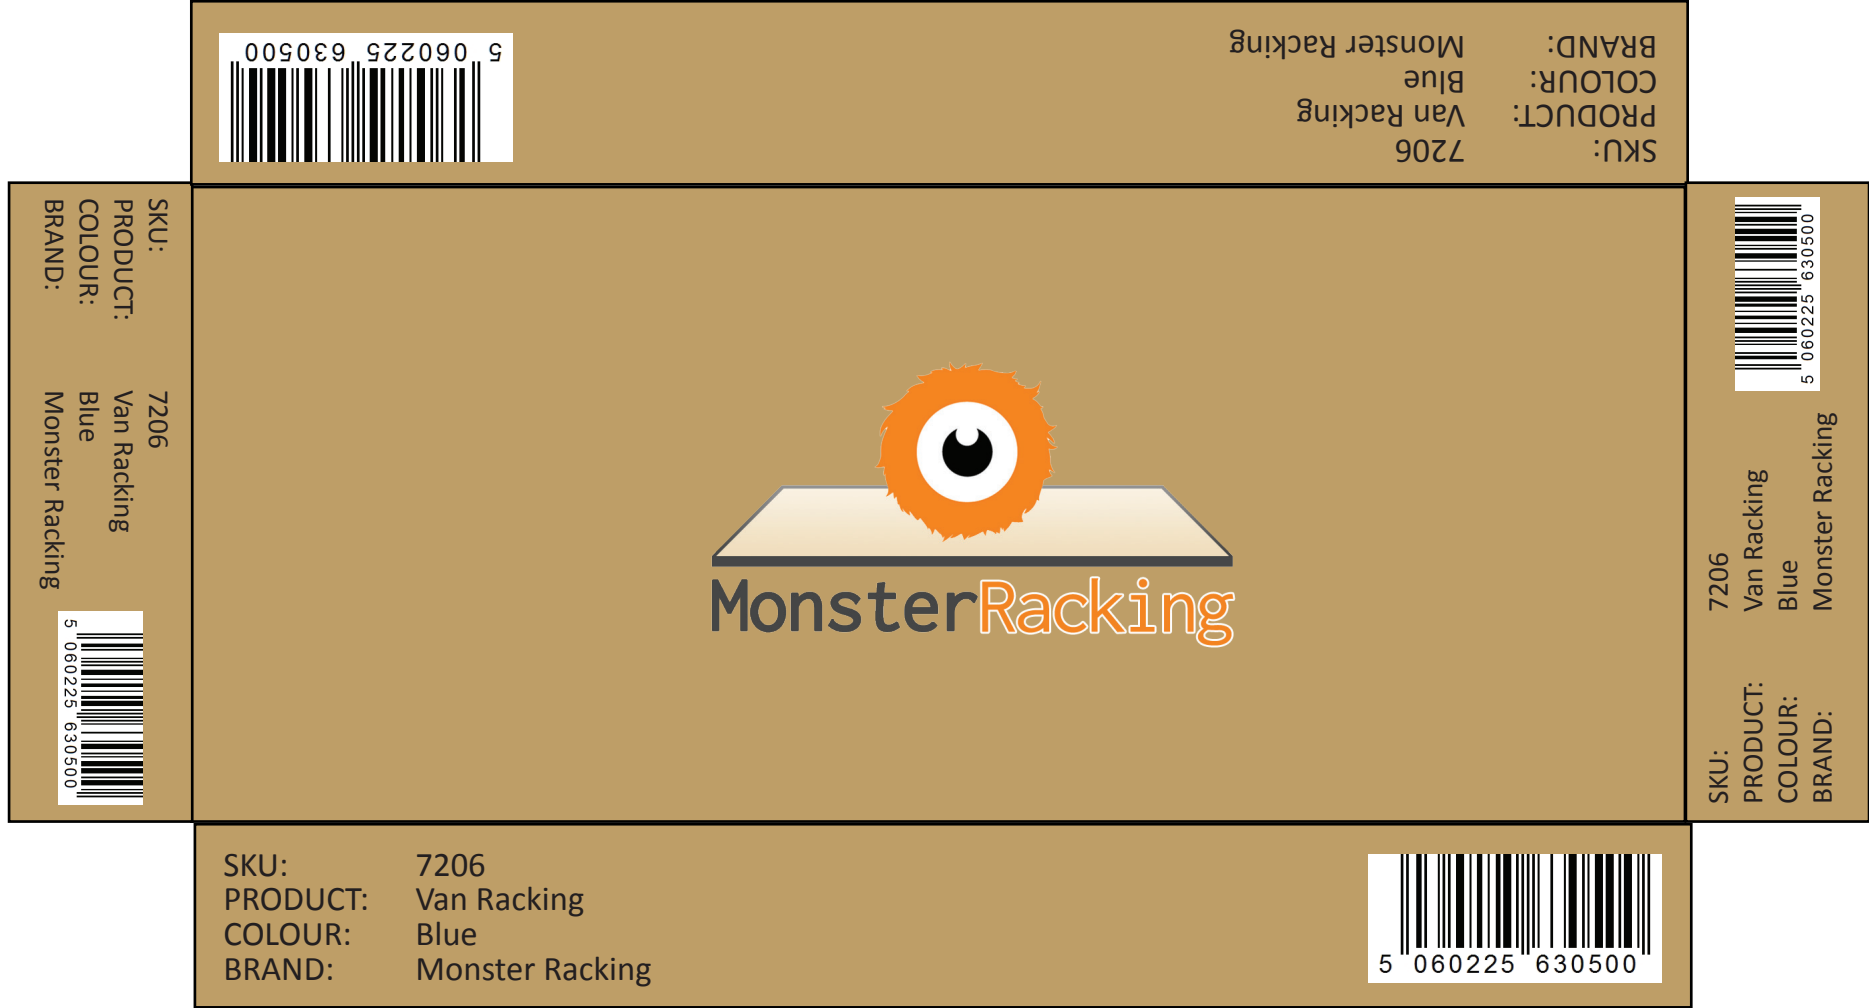 5 060225 630500
SKU: 7206
PRODUCT: Van Racking
COLOUR: Blue
BRAND: Monster Racking
SKU: 7206
PRODUCT: Van Racking
COLOUR: Blue
BRAND: Monster Racking
5 060225 630500
MonsterRacking
5 060225 630500
SKU: 7206
PRODUCT: Van Racking
COLOUR: Blue
BRAND: Monster Racking
SKU: 7206
PRODUCT: Van Racking
COLOUR: Blue
BRAND: Monster Racking
5 060225 630500